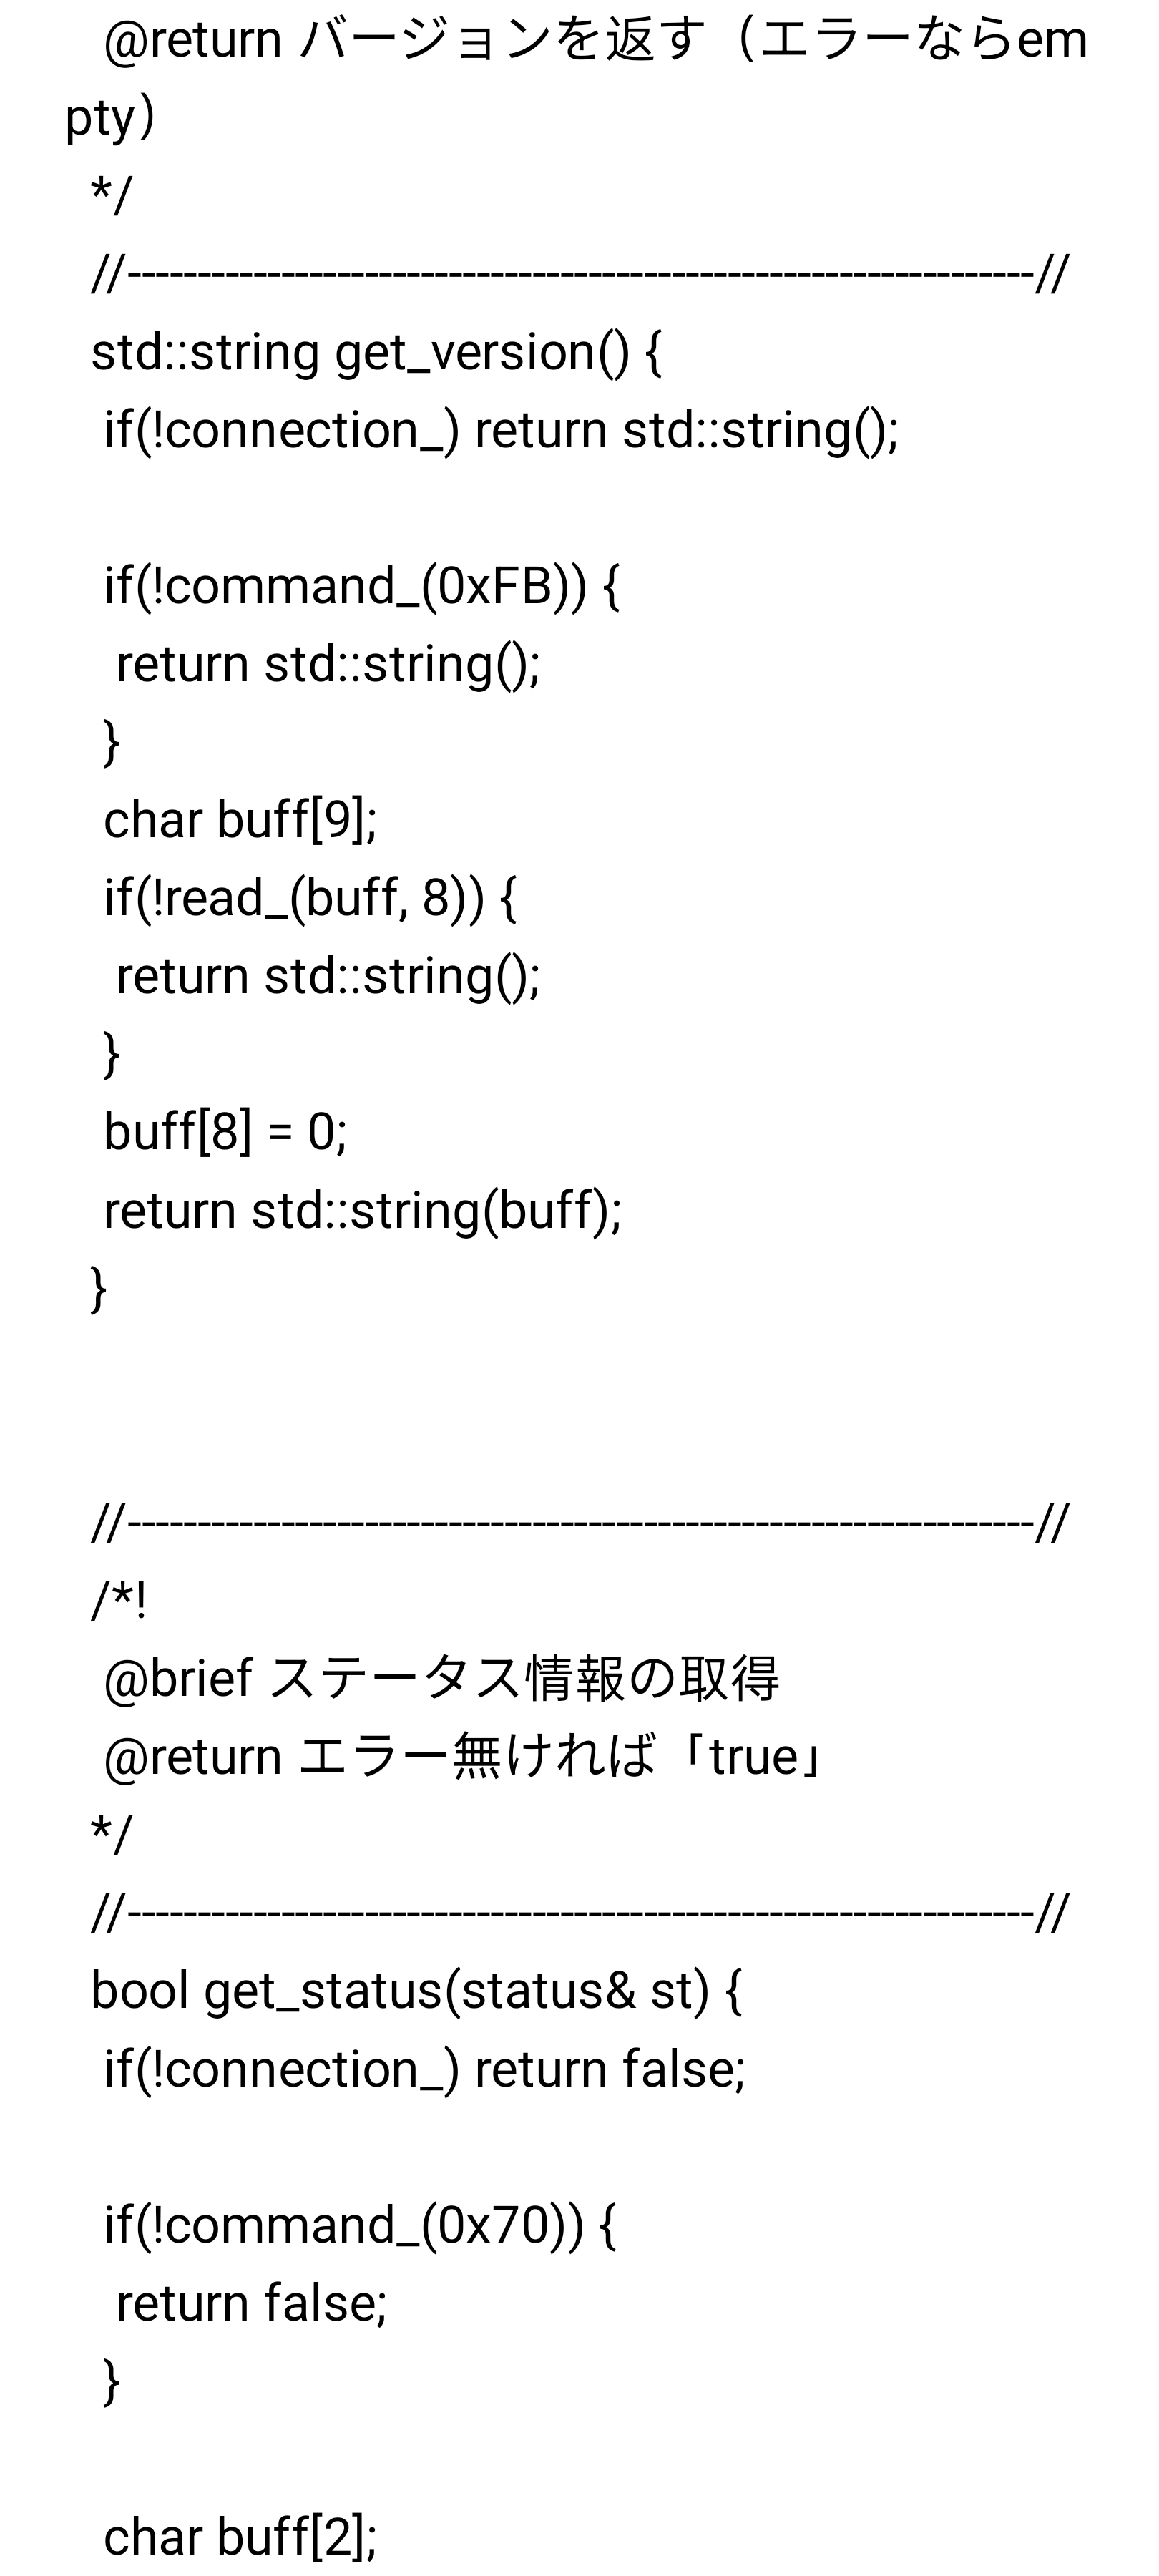 @return バージョンを返す（エラーならem
pty）
*/
//-----------------------------------------------------------------//
std::string get_version() {
if(!connection_) return std::string();
if(!command_(0xFB)) {
return std::string();
}
char buff[9];
if(!read_(buff, 8)) {
return std::string();
}
buff[8] = 0;
return std::string(buff);
}
//-----------------------------------------------------------------//
/*!
@brief ステータス情報の取得
@return エラー無ければ「true」
*/
//-----------------------------------------------------------------//
bool get_status(status& st) {
if(!connection_) return false;
if(!command_(0x70)) {
return false;
}
char buff[2];